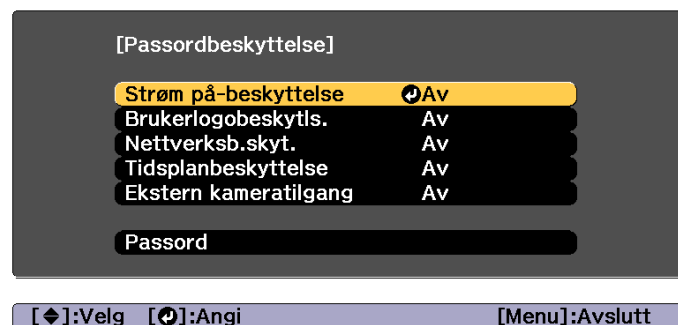 [Passordbeskyttelse]
Strøm på-beskyttelse Av
Brukerlogobeskytls. Av
Nettverksb.skyt. Av
Tidsplanbeskyttelse Av
Ekstern kameratilgang Av
Passord
[◆]:Velg [⏎]:Angi [Menu]:Avslutt